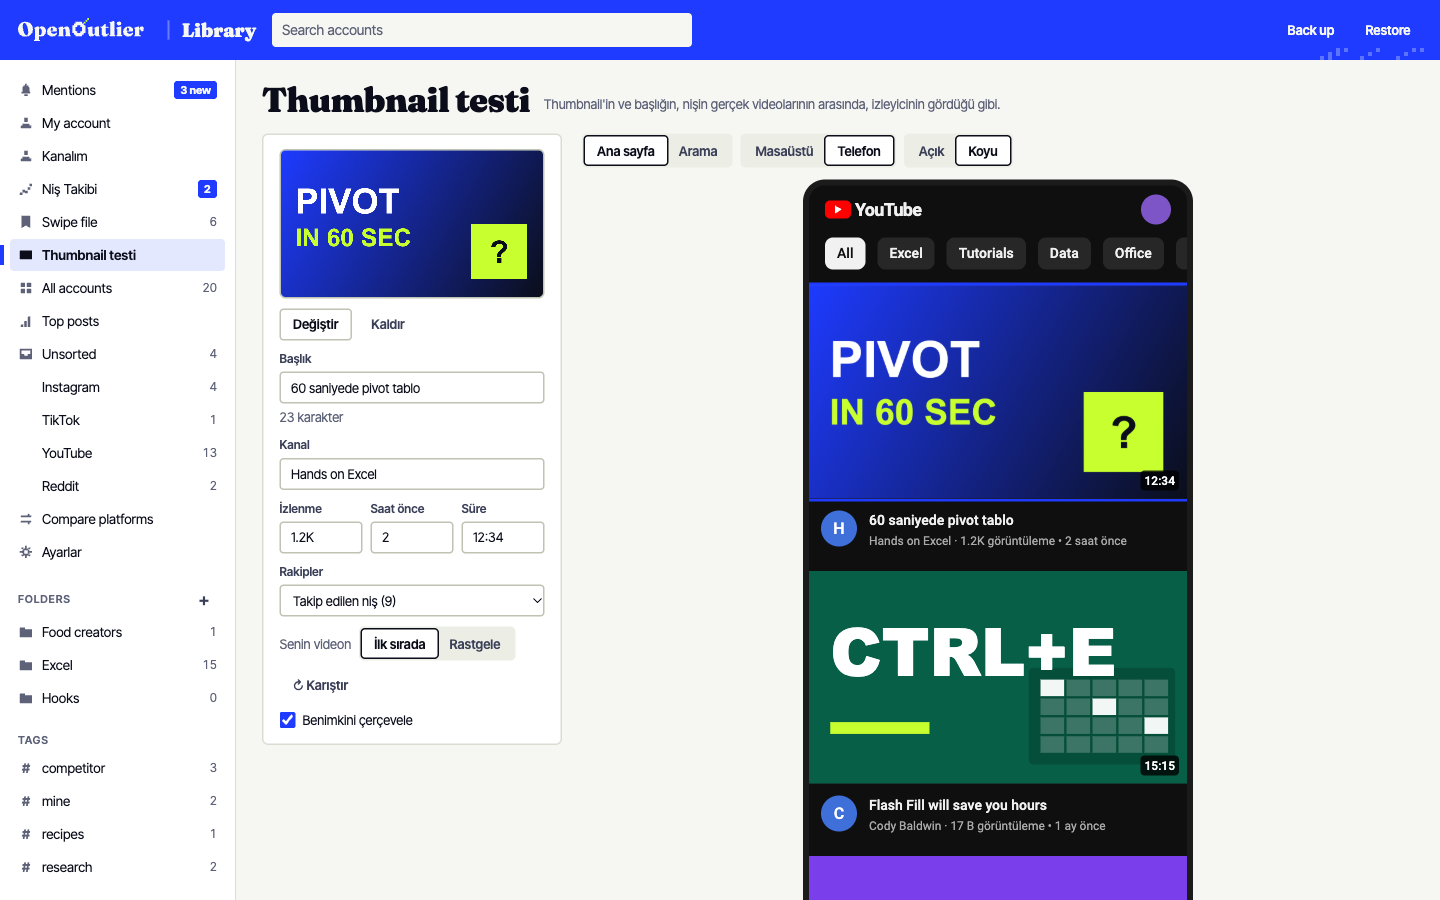 OpenOutlier
Library
Search accounts
Back up
Restore
Mentions
3 new
My account
Kanalım
Niş Takibi
2
Swipe file
6
Thumbnail testi
All accounts
20
Top posts
Unsorted
4
Instagram
4
TikTok
1
YouTube
13
Reddit
2
Compare platforms
Ayarlar
FOLDERS
+
Food creators
1
Excel
15
Hooks
0
TAGS
# competitor
3
# mine
2
# recipes
1
# research
2
Thumbnail testi
Thumbnail'in ve başlığın, nişin gerçek videolarının arasında, izleyicinin gördüğü gibi.
PIVOT
IN 60 SEC
?
Değiştir
Kaldır
Başlık
60 saniyede pivot tablo
23 karakter
Kanal
Hands on Excel
İzlenme
Saat önce
Süre
1.2K
2
12:34
Rakipler
Takip edilen niş (9)
Senin videon
İlk sırada
Rastgele
↻ Karıştır
Benimkini çerçevele
Ana sayfa
Arama
Masaüstü
Telefon
Açık
Koyu
YouTube
All
Excel
Tutorials
Data
Office
PIVOT
IN 60 SEC
?
12:34
H
60 saniyede pivot tablo
Hands on Excel · 1.2K görüntüleme • 2 saat önce
CTRL+E
15:15
C
Flash Fill will save you hours
Cody Baldwin · 17 B görüntüleme • 1 ay önce